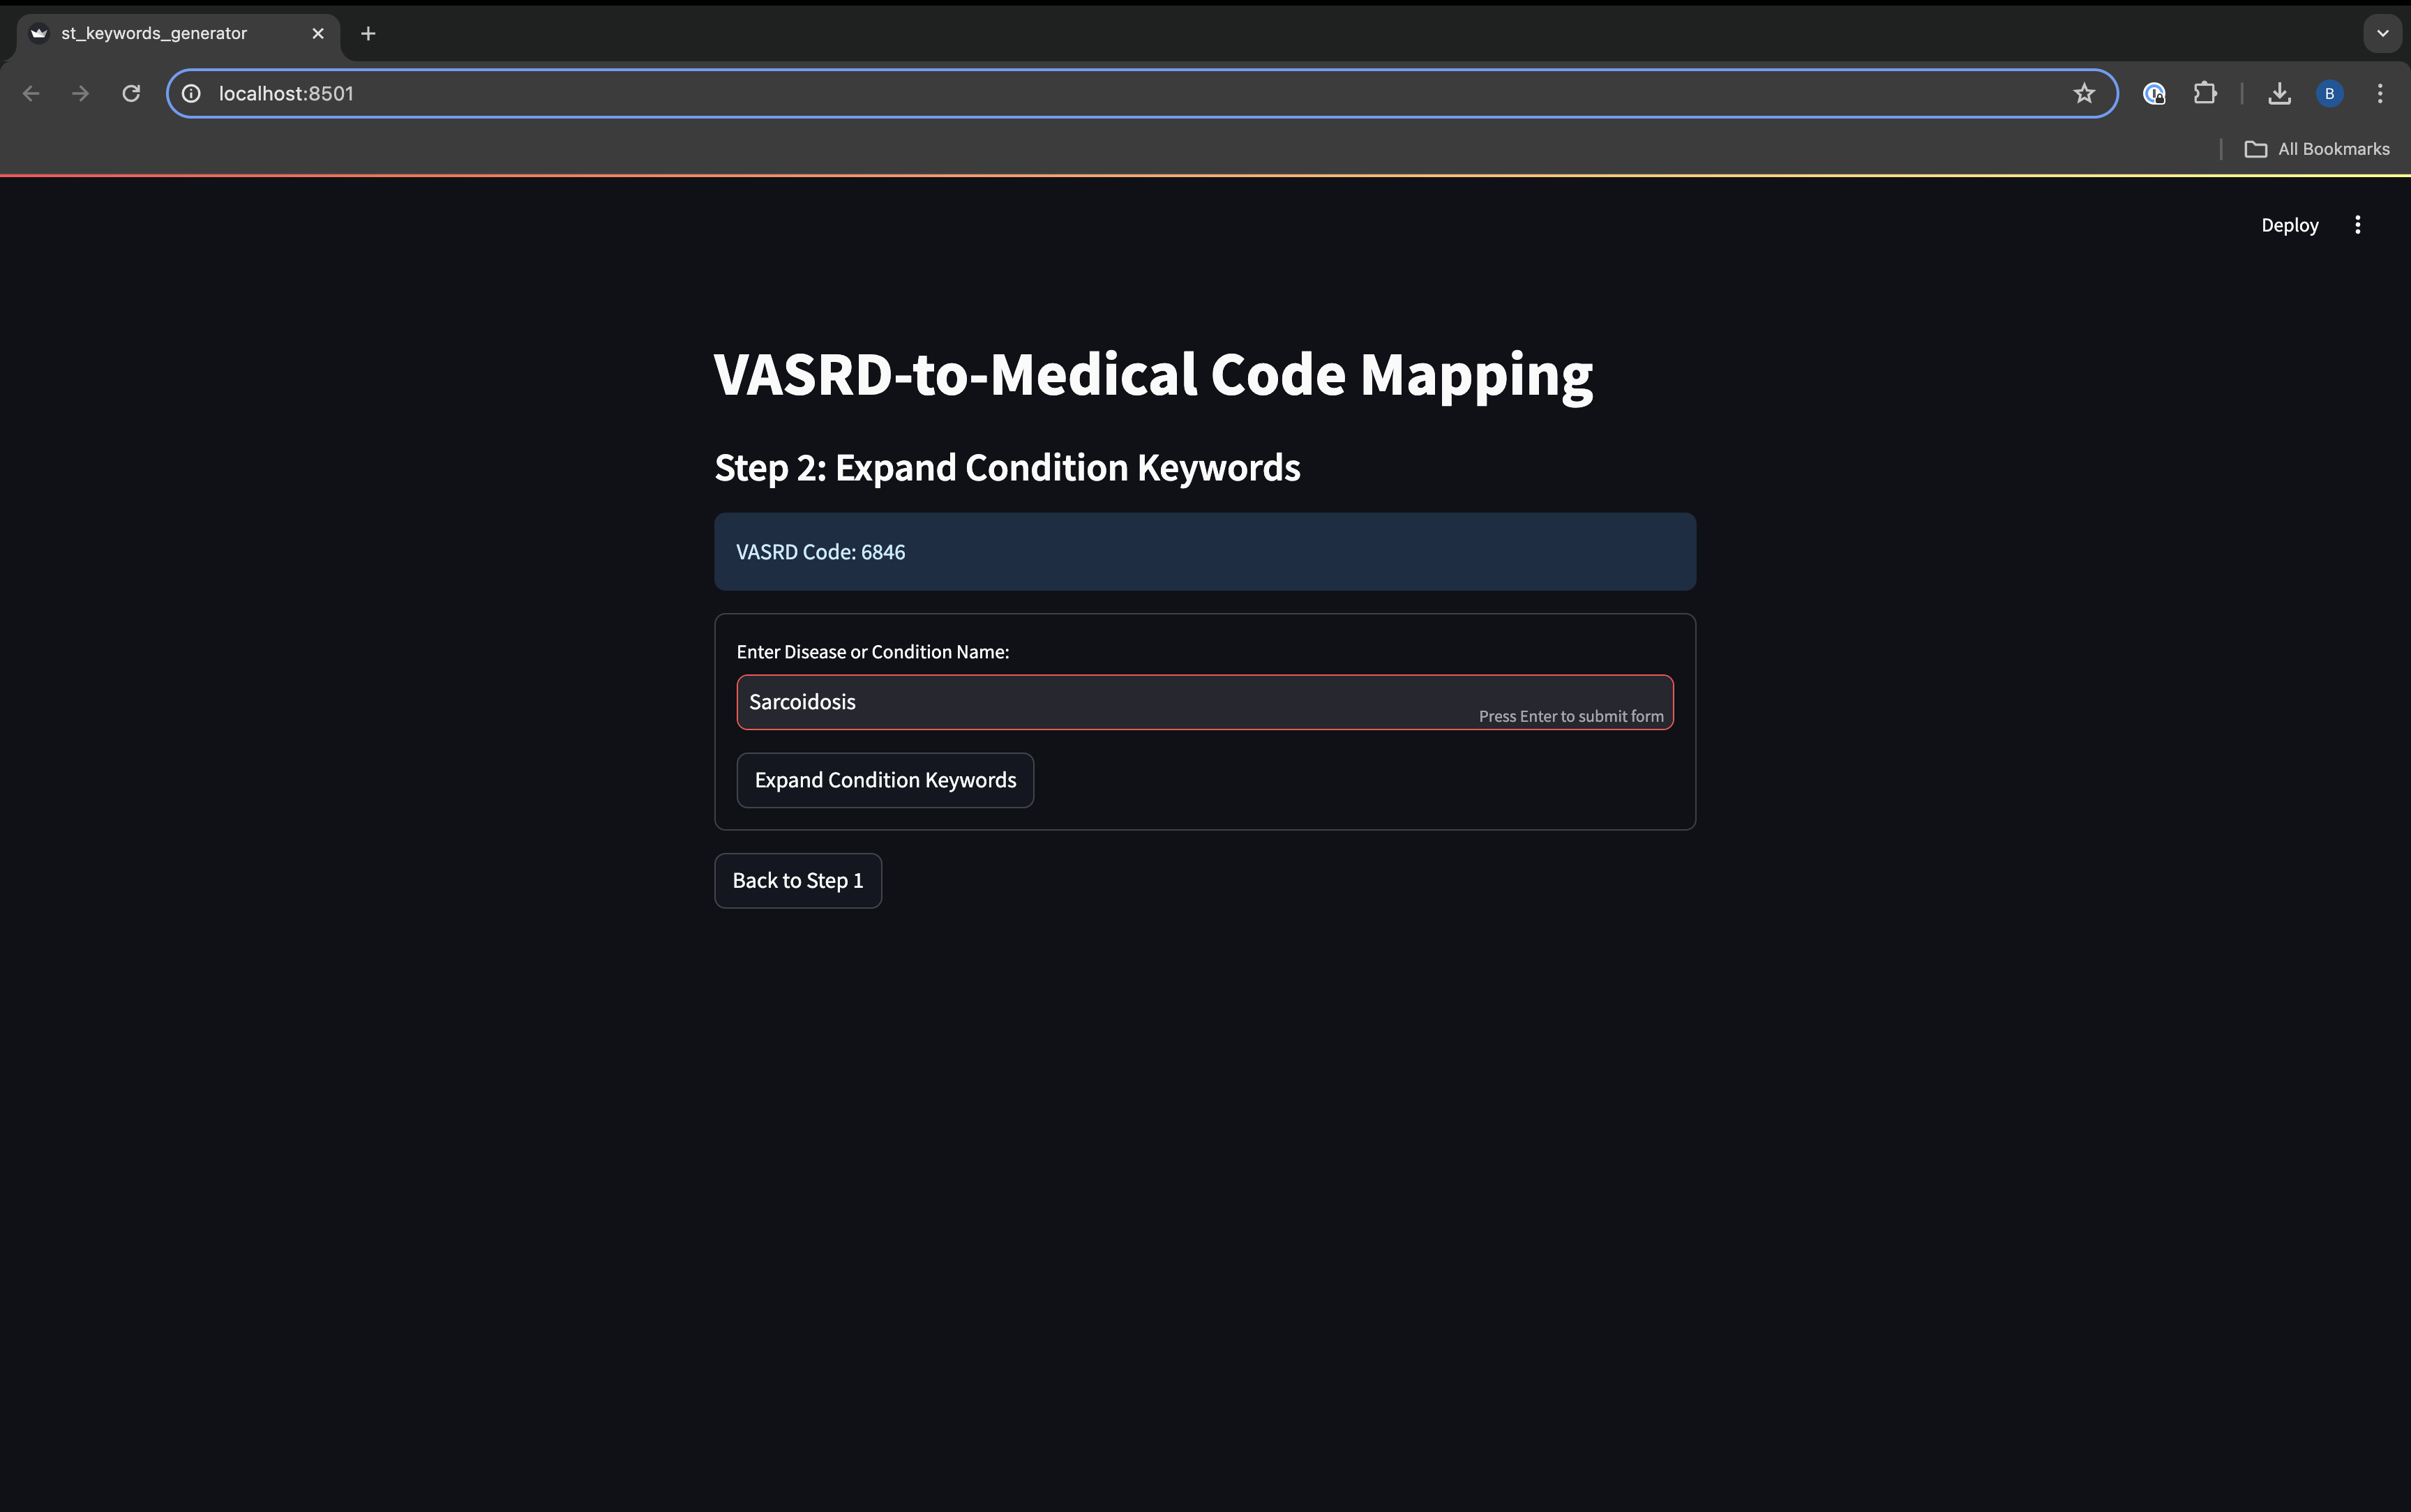 st_keywords_generator
localhost:8501
B
All Bookmarks
Deploy
VASRD-to-Medical Code Mapping
Step 2: Expand Condition Keywords
VASRD Code: 6846
Enter Disease or Condition Name:
Sarcoidosis
Press Enter to submit form
Expand Condition Keywords
Back to Step 1